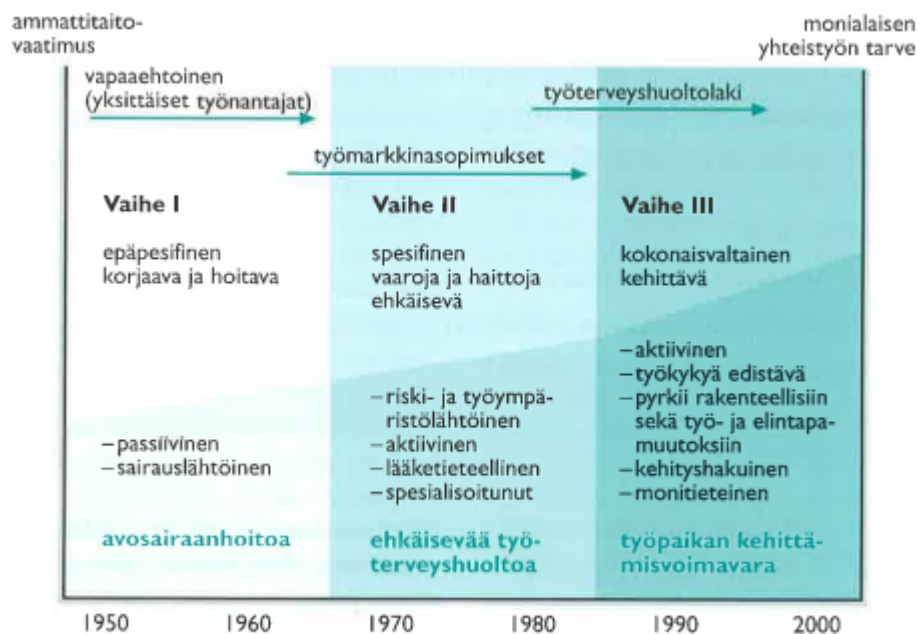 ammattitaito-
vaatimus
monialaisen
yhteistyön tarve
vapaaehtoinen
(yksittäiset työnantajat)
työterveyshuoltolaki
työmarkkinasopimukset
Vaihe I
epäpesifinen
korjaava ja hoitava
–passiivinen
–sairauslähtöinen
avosairaanhoitoa
Vaihe II
spesifinen
vaaroja ja haittoja
ehkäisevä
–riski- ja työympä-
ristölähtöinen
–aktiivinen
–lääketieteellinen
–spesialisoitunut
ehkäisevää työ-
terveyshuoltoa
Vaihe III
kokonaisvaltainen
kehittävä
–aktiivinen
–työkykyä edistävä
–pyrkii rakenteellisiin
sekä työ- ja elintapa-
muutoksiin
–kehityshakuinen
–monitieteinen
työpaikan kehittä-
misvoimavara
1950 1960 1970 1980 1990 2000